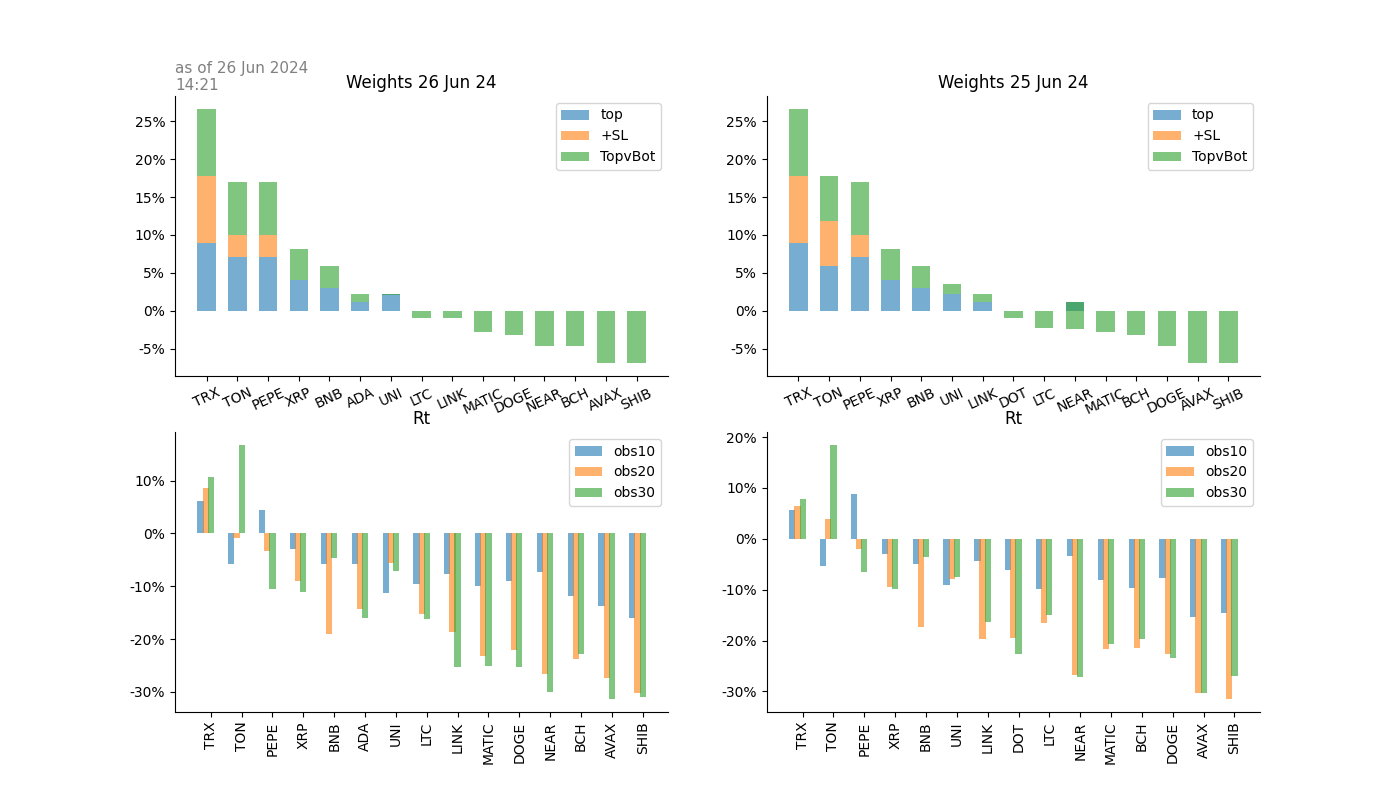 as of 26 Jun 2024
14:21
Weights 26 Jun 24
25%
20%
15%
10%
5%
0%
-5%
top
+SL
TopvBot
TRX TON PEPE XRP BNB ADA UNI LTC LINK MATIC DOGE NEAR BCH AVAX SHIB
Weights 25 Jun 24
25%
20%
15%
10%
5%
0%
-5%
top
+SL
TopvBot
TRX TON PEPE XRP BNB UNI LINK DOT LTC NEAR MATIC BCH DOGE AVAX SHIB
Rt
10%
0%
-10%
-20%
-30%
obs10
obs20
obs30
TRX TON PEPE XRP BNB ADA UNI LTC LINK MATIC DOGE NEAR BCH AVAX SHIB
Rt
20%
10%
0%
-10%
-20%
-30%
obs10
obs20
obs30
TRX TON PEPE XRP BNB UNI LINK DOT LTC NEAR MATIC BCH DOGE AVAX SHIB